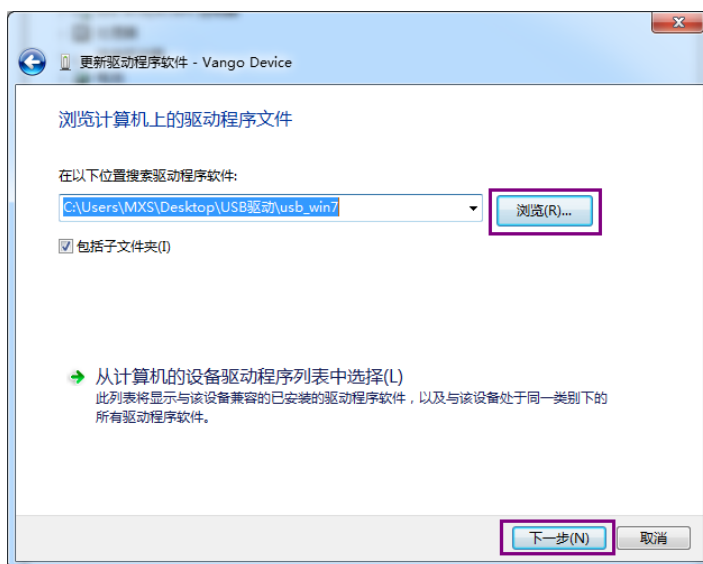 更新驱动程序软件 - Vango Device
浏览计算机上的驱动程序文件
在以下位置搜索驱动程序软件:
C:\Users\MXS\Desktop\USB驱动\usb_win7
浏览(R)...
包括子文件夹(I)
从计算机的设备驱动程序列表中选择(L)
此列表将显示与该设备兼容的已安装的驱动程序软件，以及与该设备处于同一类别下的
所有驱动程序软件。
下一步(N)
取消